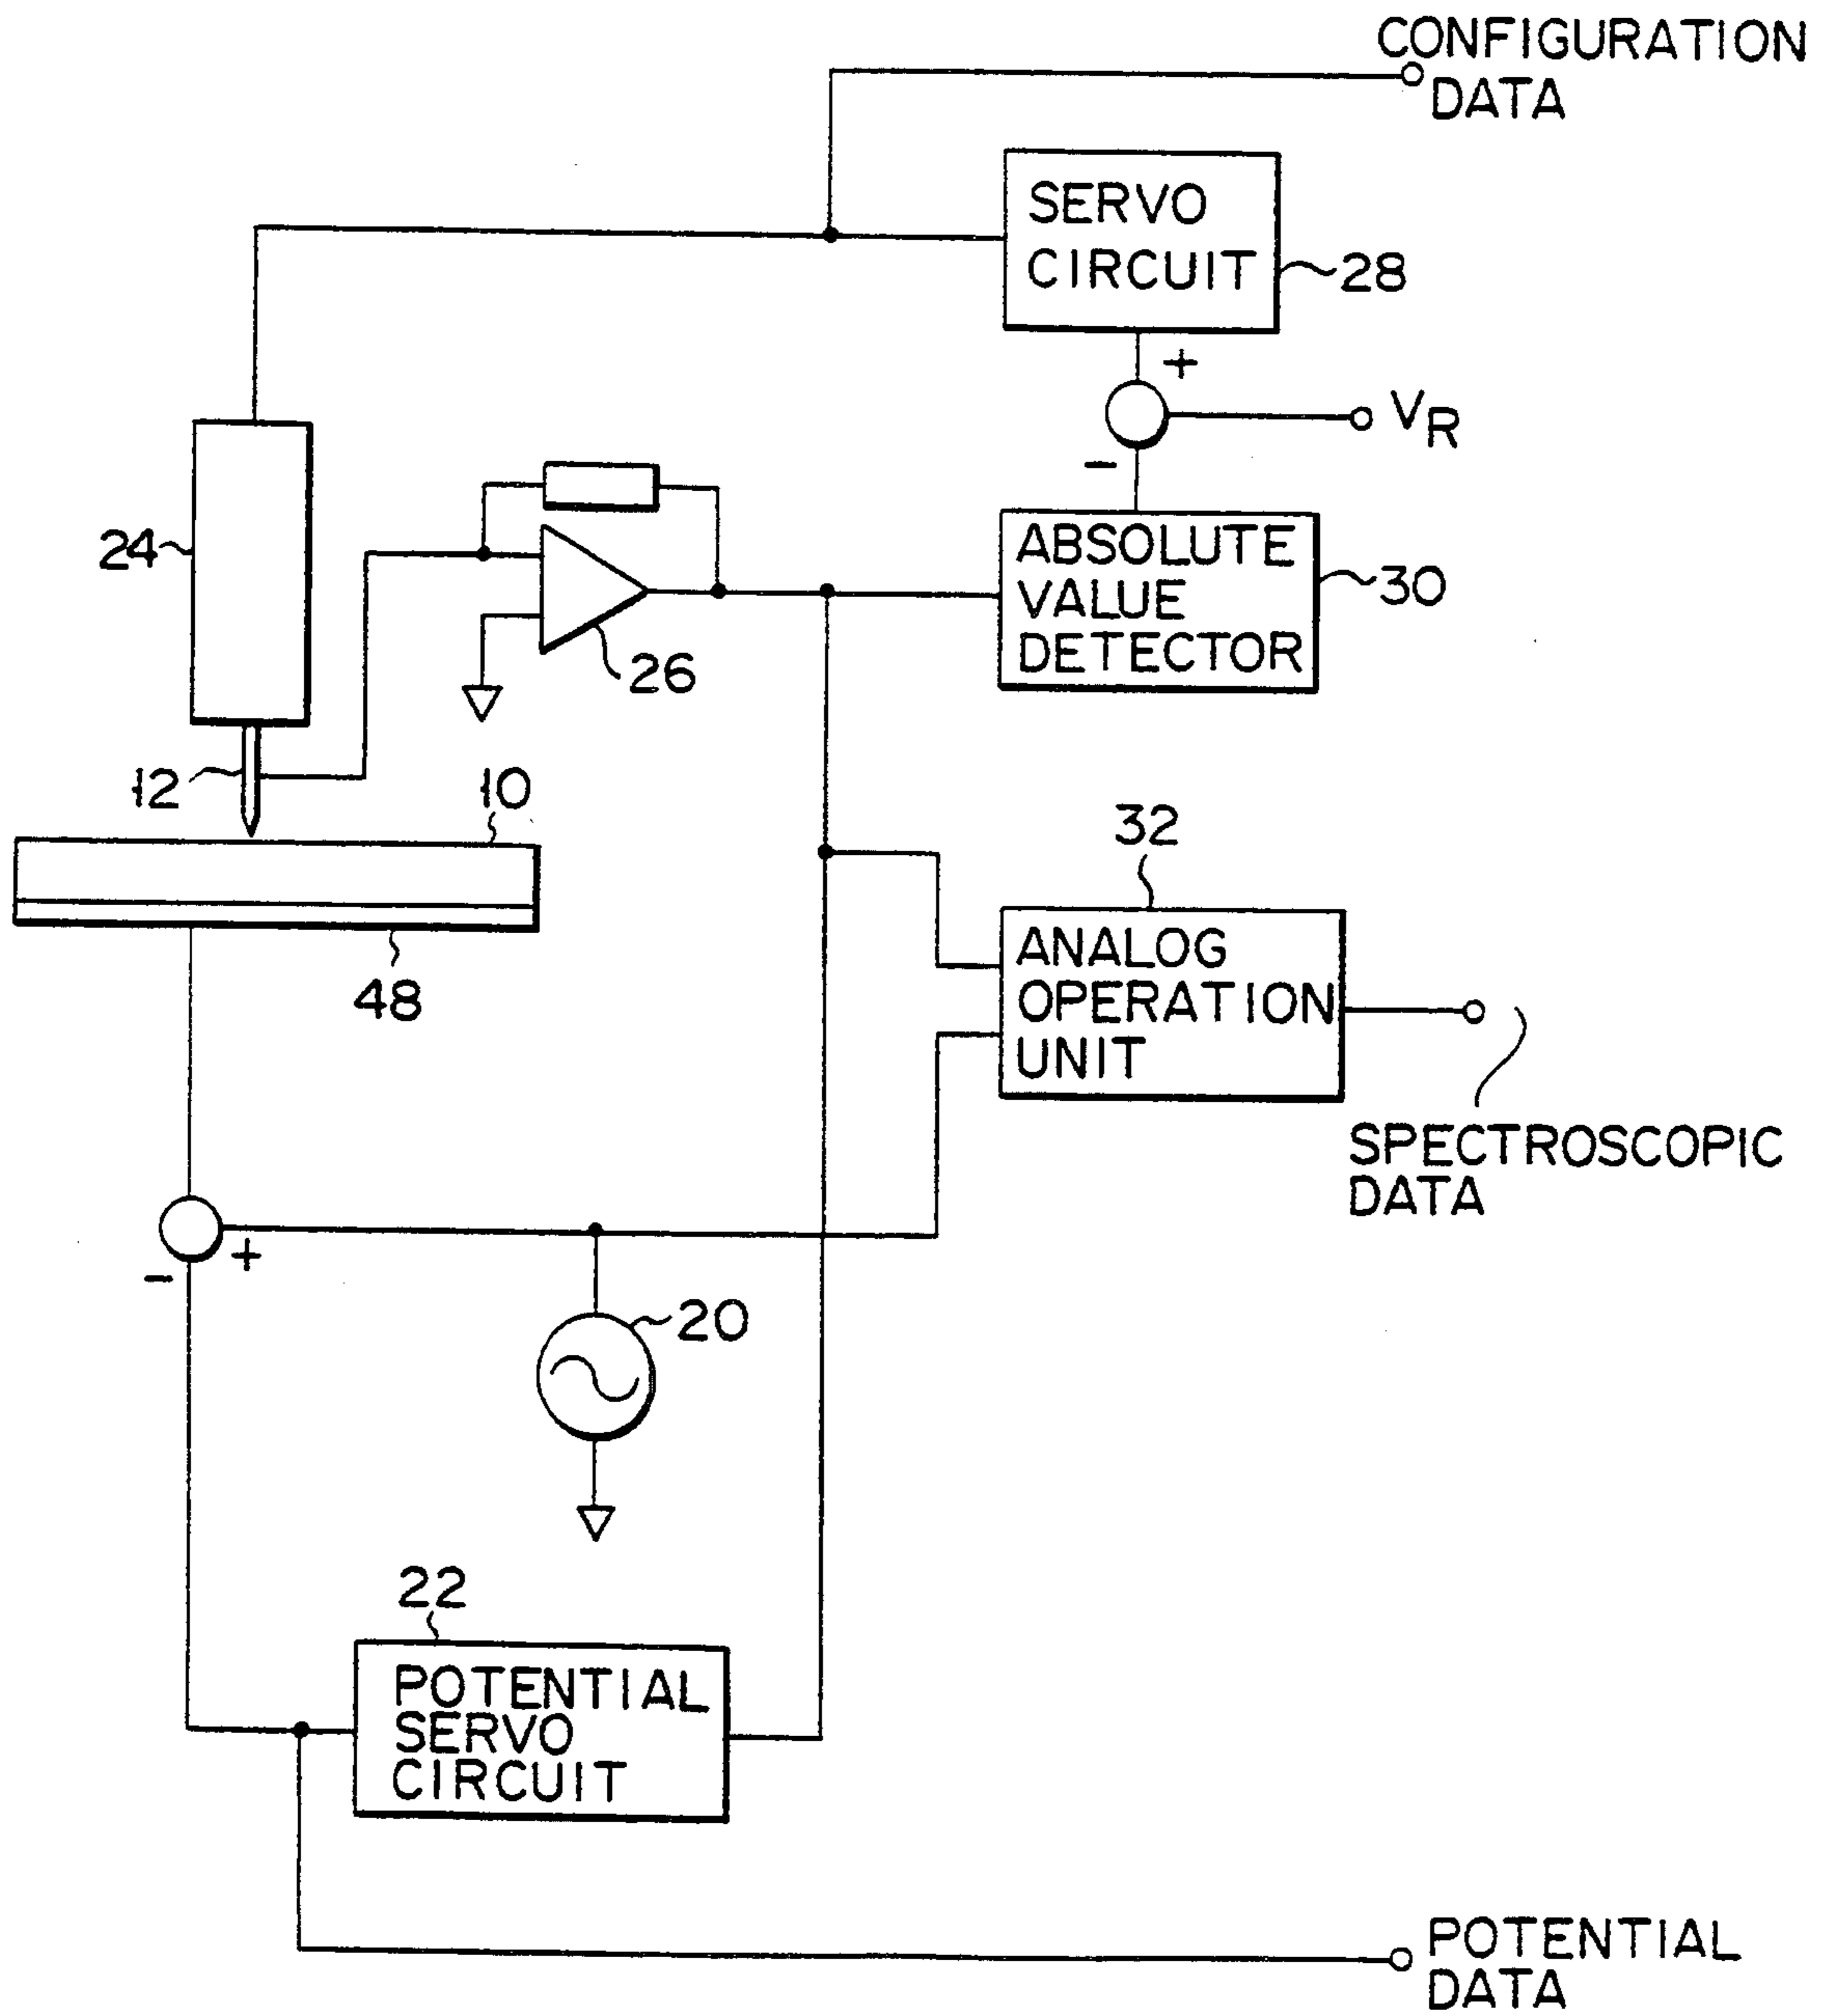 CONFIGURATION
DATA
SERVO
CIRCUIT
28
+
VR
-
24
ABSOLUTE
VALUE
DETECTOR
30
26
12
10
32
48
ANALOG
OPERATION
UNIT
SPECTROSCOPIC
DATA
+
-
20
22
POTENTIAL
SERVO
CIRCUIT
POTENTIAL
DATA